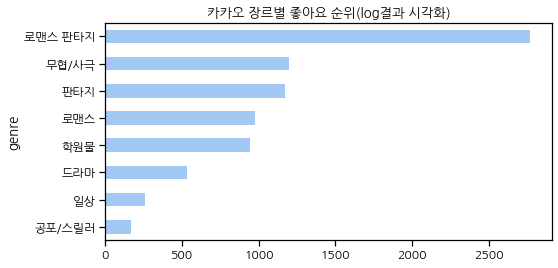 카카오 장르별 좋아요 순위(log결과 시각화)
genre
로맨스 판타지
무협/사극
판타지
로맨스
학원물
드라마
일상
공포/스릴러
0 500 1000 1500 2000 2500